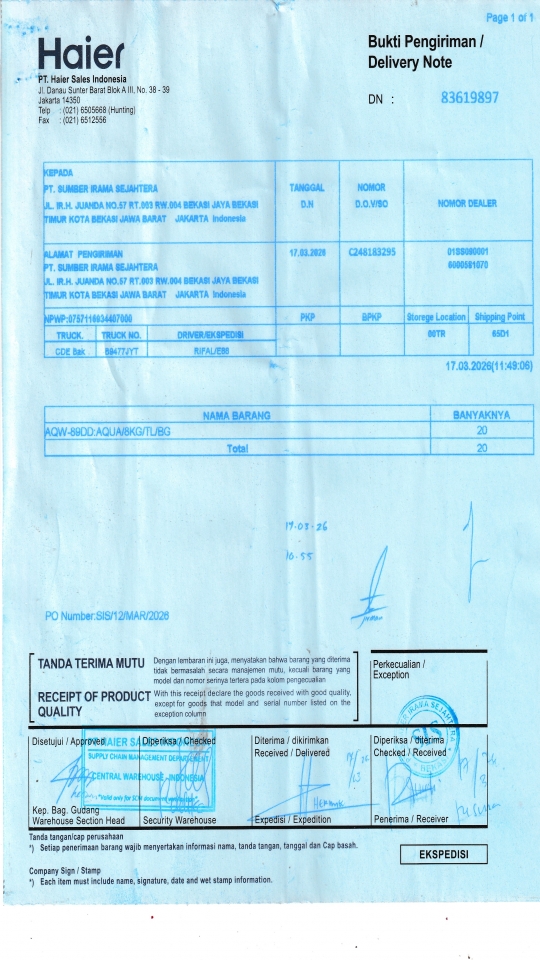 Page 1 of 1
Haier
PT. Haier Sales Indonesia
Jl. Danau Sunter Barat Blok A III, No. 38 - 39
Jakarta 14350
Telp : (021) 6505668 (Hunting)
Fax : (021) 6512556
Bukti Pengiriman /
Delivery Note
DN : 83619897
KEPADA
PT. SUMBER IRAMA SEJAHTERA
JL. IR.H. JUANDA NO.57 RT.003 RW.004 BEKASI JAYA BEKASI
TIMUR KOTA BEKASI JAWA BARAT JAKARTA Indonesia
TANGGAL
D.N
NOMOR
D.O.V/SO
NOMOR DEALER
ALAMAT PENGIRIMAN
PT. SUMBER IRAMA SEJAHTERA
JL. IR.H. JUANDA NO.57 RT.003 RW.004 BEKASI JAYA BEKASI
TIMUR KOTA BEKASI JAWA BARAT JAKARTA Indonesia
17.03.2026
C248183295
PKP
BPKP
Storege Location
Shipping Point
00TR
65D1
TRUCK.
TRUCK NO.
DRIVER/EKSPEDISI
CDE Bak
B9477JYT
17.03.2026(11:49:06)
NAMA BARANG
BANYAKNYA
AQW-89DD:AQUA/8KG/TL/BG
20
Total
20
17.03-26
10.55
PO Number:SIS/12/MAR/2026
TANDA TERIMA MUTU
Dengan lembaran ini juga, menyatakan bahwa barang yang diterima
tidak bermasalah secara manajemen mutu, kecuali barang yang
model dan nomor serinya tertera pada kolom pengecualian
RECEIPT OF PRODUCT
QUALITY
With this receipt declare the goods received with good quality,
except for goods that model and serial number listed on the
exception column
Perkecualian /
Exception
Disetujui / Approved
Diperiksa / Checked
Diterima / dikirimkan
Received / Delivered
Diperiksa / diterima
Checked / Received
SUPPLY CHAIN MANAGEMENT DEPARTEMENT
CENTRAL WAREHOUSE-INDONESIA
Kep. Bag. Gudang
Warehouse Section Head
Security Warehouse
Expedisi / Expedition
Penerima / Receiver
Tanda tangan/cap perusahaan
*) Setiap penerimaan barang wajib menyertakan informasi nama, tanda tangan, tanggal dan Cap basah.
EKSPEDISI
Company Sign / Stamp
*) Each item must include name, signature, date and wet stamp information.